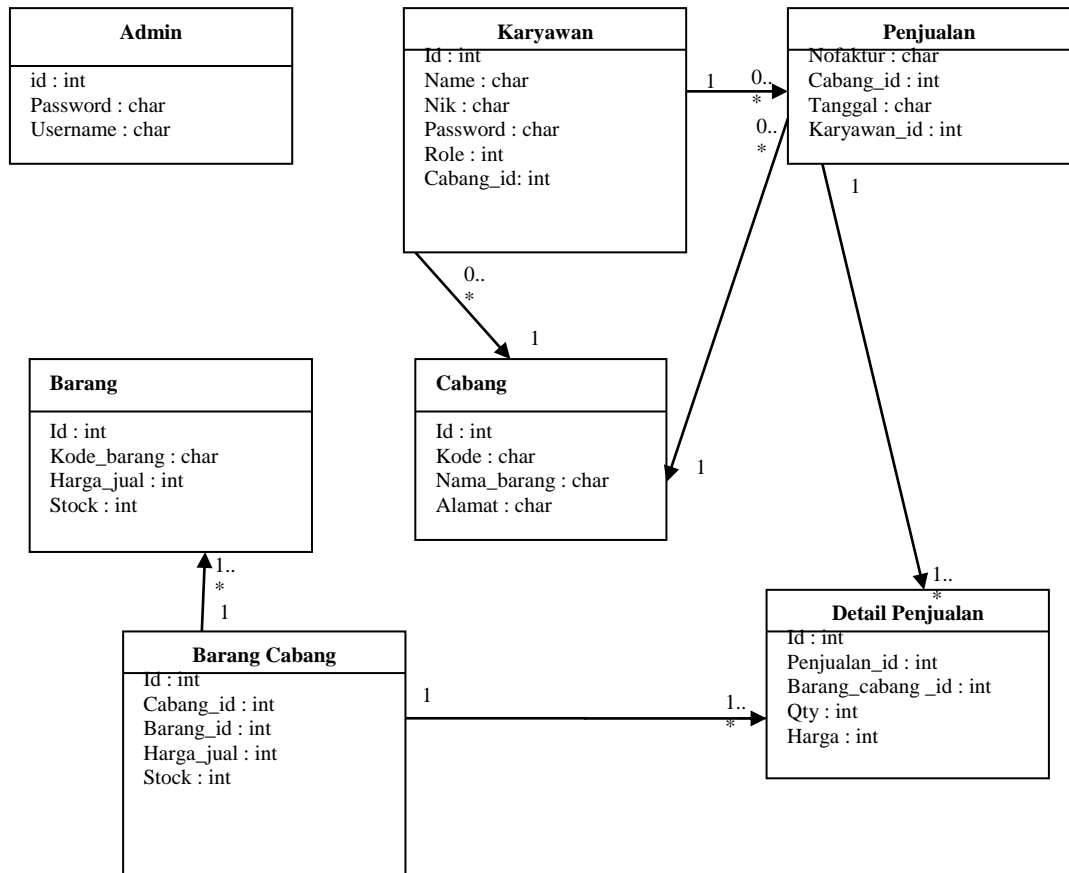 Admin
id : int
Password : char
Username : char
Karyawan
Id : int
Name : char
Nik : char
Password : char
Role : int
Cabang_id: int
1
0..
*
Penjualan
Nofaktur : char
Cabang_id : int
Tanggal : char
Karyawan_id : int
0..
*
1
0..
*
1
Barang
Id : int
Kode_barang : char
Harga_jual : int
Stock : int
Cabang
Id : int
Kode : char
Nama_barang : char
Alamat : char
1
1..
*
1
1..
*
Barang Cabang
Id : int
Cabang_id : int
Barang_id : int
Harga_jual : int
Stock : int
1
1..
*
Detail Penjualan
Id : int
Penjualan_id : int
Barang_cabang _id : int
Qty : int
Harga : int